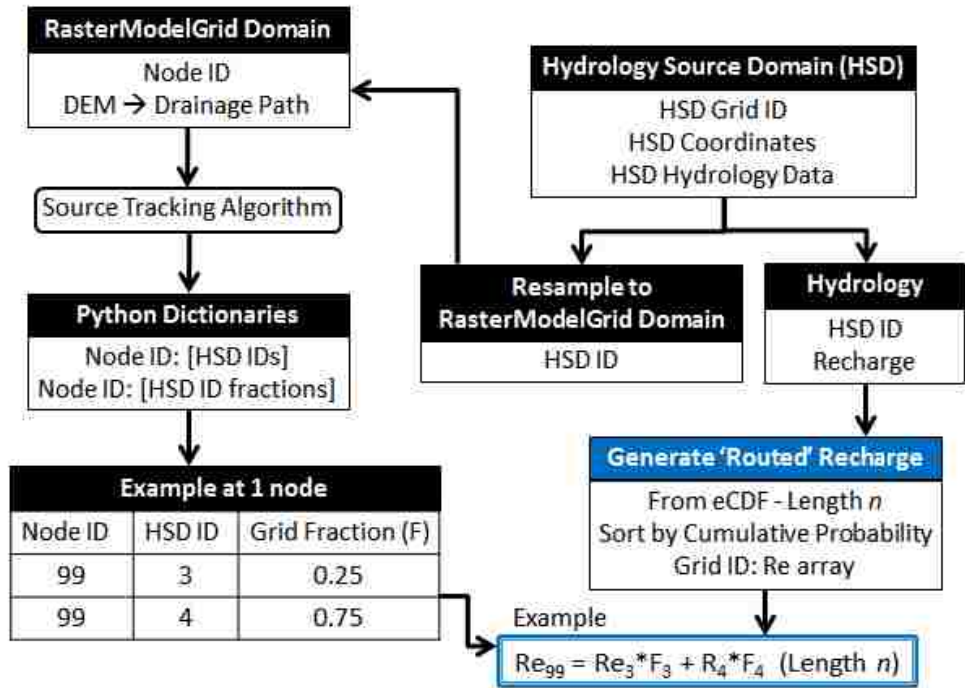 RasterModelGrid Domain
Node ID
DEM → Drainage Path
Source Tracking Algorithm
Python Dictionaries
Node ID: [HSD IDs]
Node ID: [HSD ID fractions]
Example at 1 node
Node ID HSD ID Grid Fraction (F)
99 3 0.25
99 4 0.75
Hydrology Source Domain (HSD)
HSD Grid ID
HSD Coordinates
HSD Hydrology Data
Resample to
RasterModelGrid Domain
HSD ID
Hydrology
HSD ID
Recharge
Generate ‘Routed’ Recharge
From eCDF - Length n
Sort by Cumulative Probability
Grid ID: Re array
Example
Re₉₉ = Re₃*F₃ + R₄*F₄ (Length n)